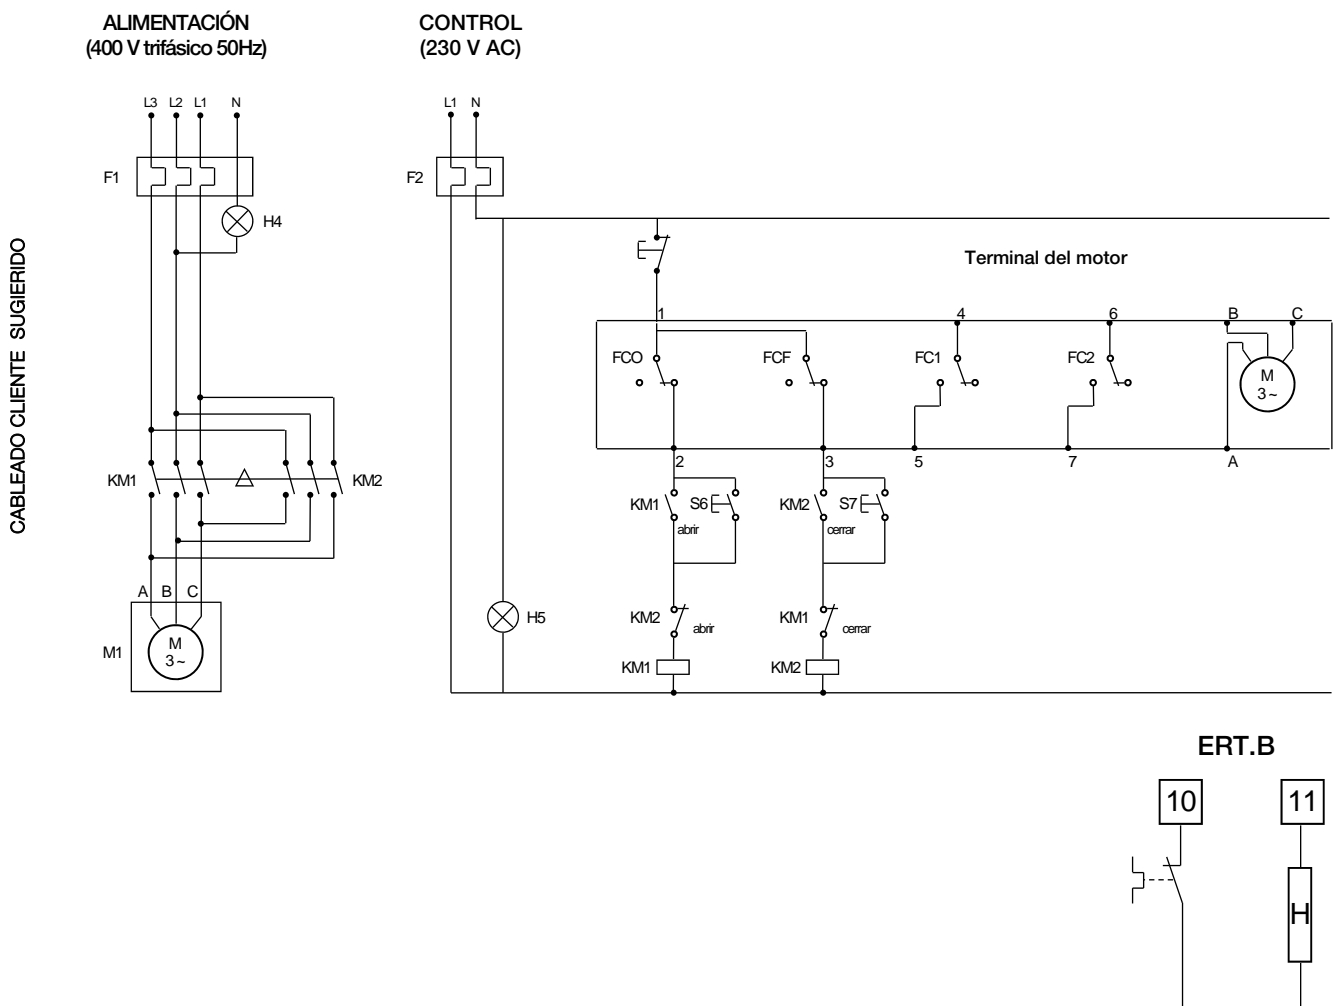 ALIMENTACIÓN
(400 V trifásico 50Hz)
CONTROL
(230 V AC)
L3 L2 L1 N
L1 N
F1
F2
H4
CABLEADO CLIENTE SUGIERIDO
Terminal del motor
1 4 6 B C
FCO FCF FC1 FC2
M
3~
2 3 5 7 A
KM1 KM2
KM1 S6 KM2 S7
abrir cerrar
A B C
M1
M
3~
H5
KM2 abrir KM1 cerrar
KM1 KM2
ERT.B
10 11
H